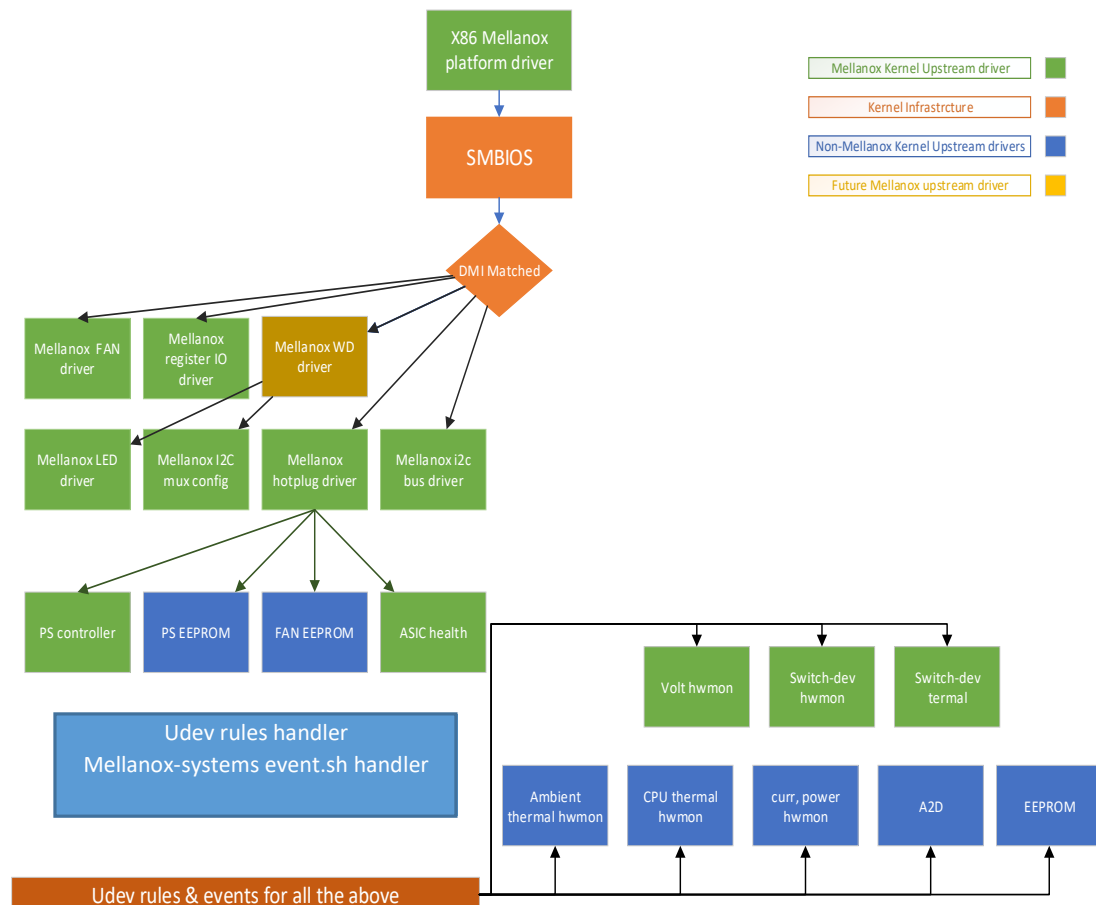 X86 Mellanox
platform driver
Mellanox Kernel Upstream driver
Kernel Infrastrcture
Non-Mellanox Kernel Upstream drivers
Future Mellanox upstream driver
SMBIOS
DMI Matched
Mellanox FAN
driver
Mellanox
register IO
driver
Mellanox WD
driver
Mellanox LED
driver
Mellanox I2C
mux config
Mellanox
hotplug driver
Mellanox i2c
bus driver
PS controller
PS EEPROM
FAN EEPROM
ASIC health
Volt hwmon
Switch-dev
hwmon
Switch-dev
termal
Udev rules handler
Mellanox-systems event.sh handler
Ambient
thermal hwmon
CPU thermal
hwmon
curr, power
hwmon
A2D
EEPROM
Udev rules & events for all the above